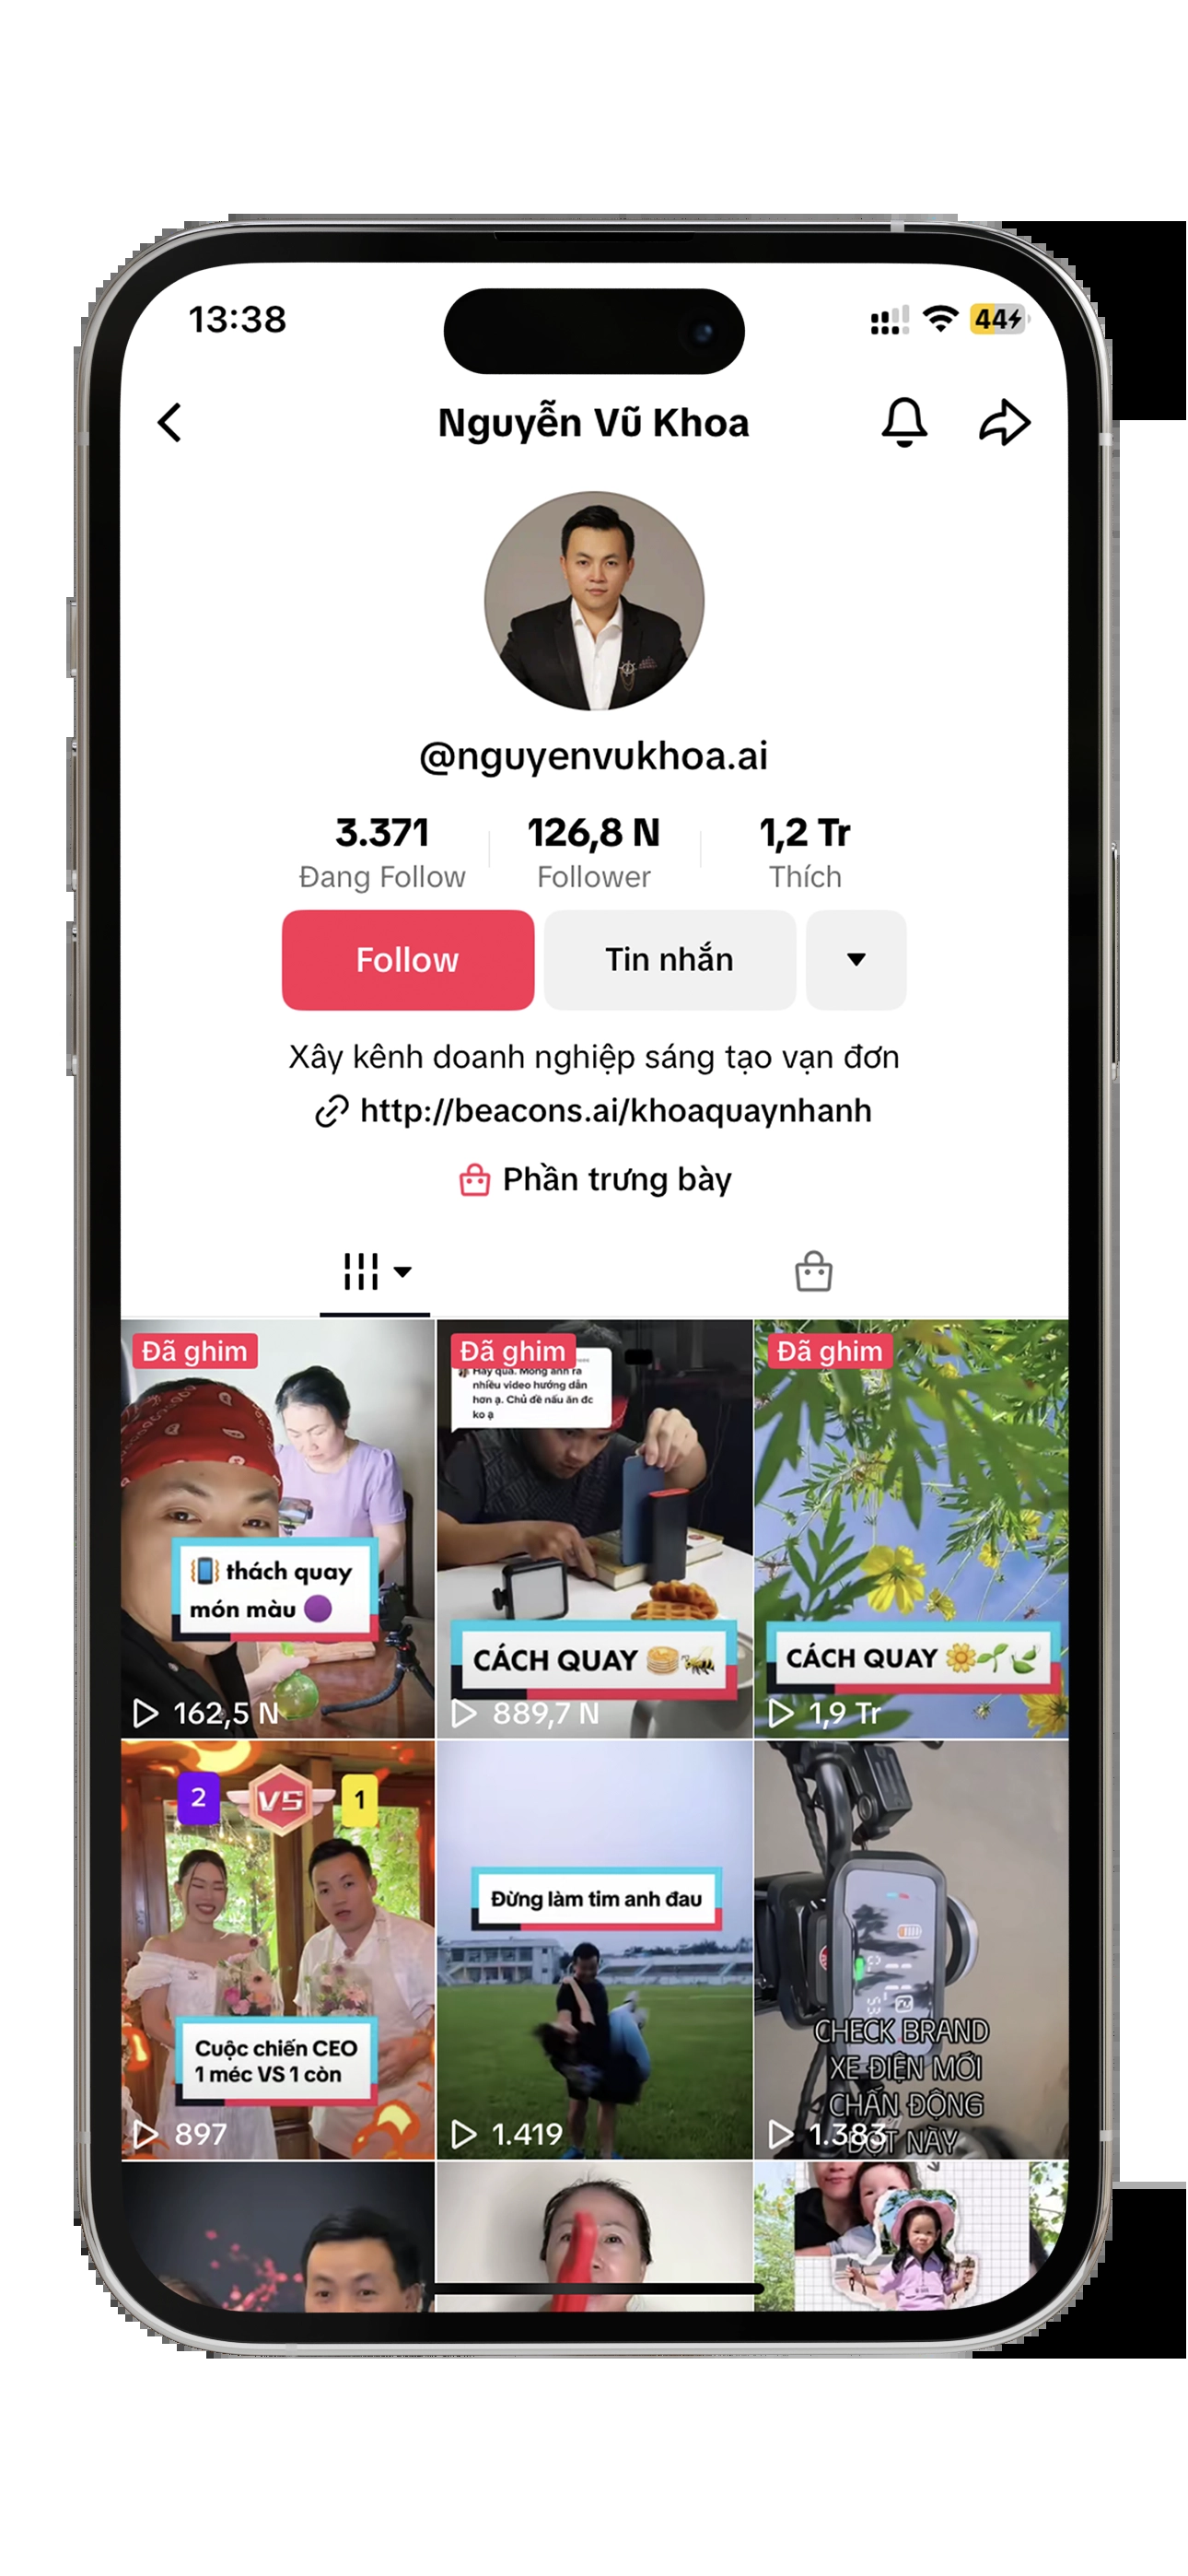 13:38
44
Nguyễn Vũ Khoa
@nguyenvukhoa.ai
3.371 126,8 N 1,2 Tr
Đang Follow Follower Thích
Follow Tin nhắn
Xây kênh doanh nghiệp sáng tạo vạn đơn
http://beacons.ai/khoaquaynhanh
Phần trưng bày
Đã ghim
thách quay
món màu
162,5 N
Đã ghim
Hay quá. Mong anh ra
nhiều video hướng dẫn
hơn ạ. Chủ đề nấu ăn đc
ko ạ
CÁCH QUAY
889,7 N
Đã ghim
CÁCH QUAY
1,9 Tr
2 VS 1
Cuộc chiến CEO
1 méc VS 1 còn
897
Đừng làm tim anh đau
1.419
CHECK BRAND
XE ĐIỆN MỚI
CHẤN ĐỘNG
ĐỢT NÀY
1.383